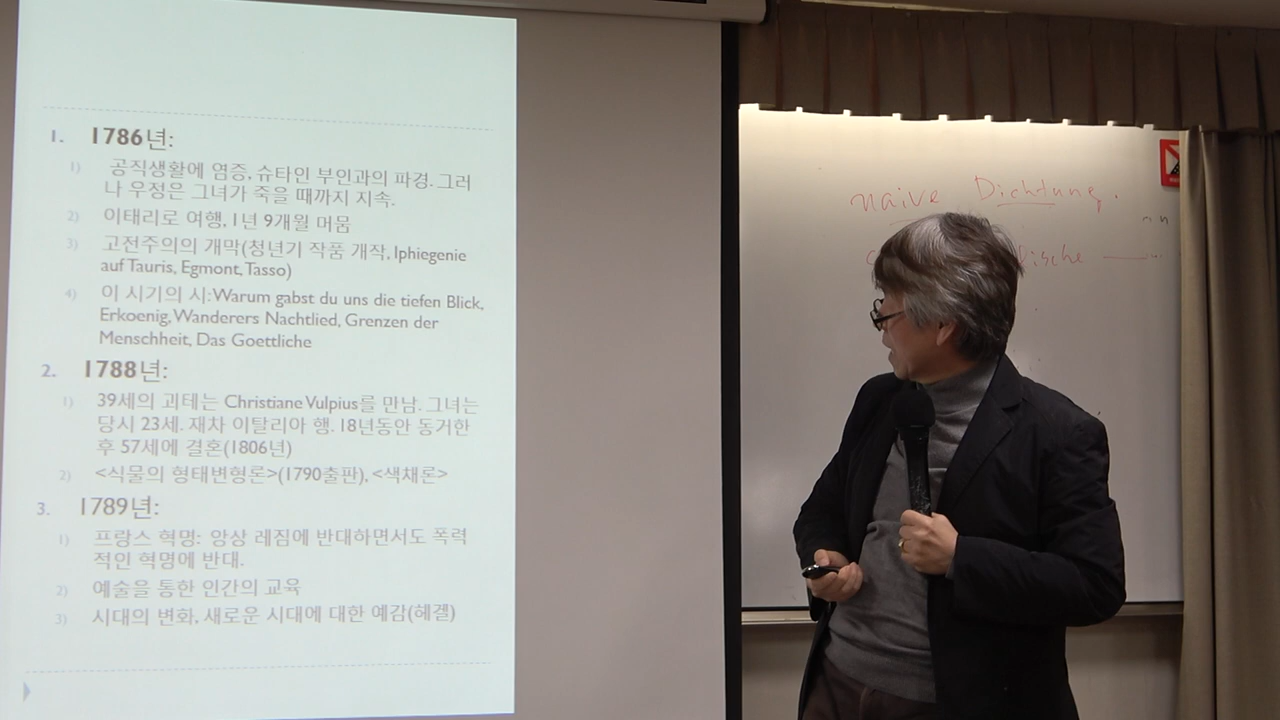 1. 1786년:
1) 공직생활에 염증, 슈타인 부인과의 파경. 그러
나 우정은 그녀가 죽을 때까지 지속.
2) 이태리로 여행, 1년 9개월 머뭄
3) 고전주의의 개막(청년기 작품 개작, Iphiegenie
auf Tauris, Egmont, Tasso)
4) 이 시기의 시: Warum gabst du uns die tiefen Blick,
Erkoenig, Wanderers Nachtlied, Grenzen der
Menschheit, Das Goettliche
2. 1788년:
1) 39세의 괴테는 Christiane Vulpius를 만남. 그녀는
당시 23세. 재차 이탈리아 행. 18년동안 동거한
후 57세에 결혼(1806년)
2) <식물의 형태변형론>(1790출판), <색채론>
3. 1789년:
1) 프랑스 혁명: 앙상 레짐에 반대하면서도 폭력
적인 혁명에 반대.
2) 예술을 통한 인간의 교육
3) 시대의 변화, 새로운 시대에 대한 예감(헤겔)
naive Dichtung.